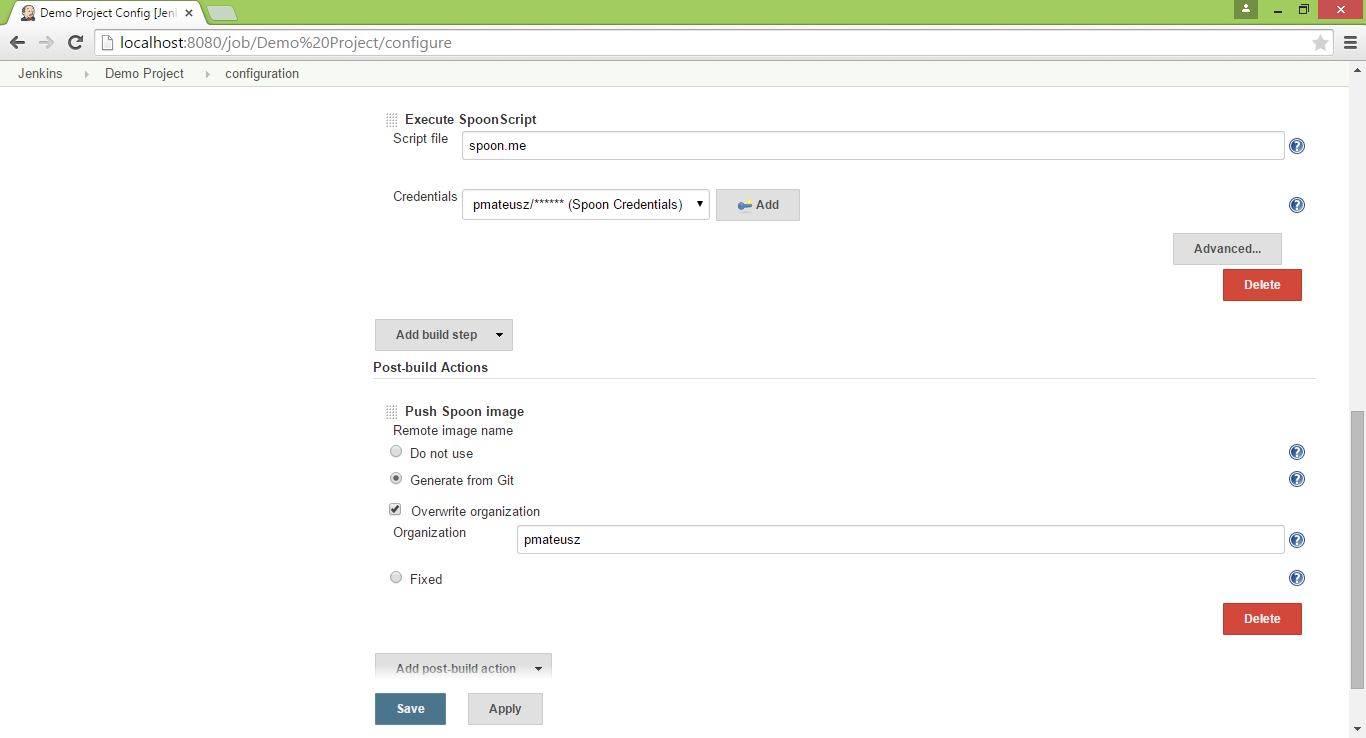 Demo Project Config [Jenk
localhost:8080/job/Demo%20Project/configure
Jenkins Demo Project configuration
Execute SpoonScript
Script file spoon.me
Credentials pmateusz/****** (Spoon Credentials) Add
Advanced...
Delete
Add build step
Post-build Actions
Push Spoon image
Remote image name
Do not use
Generate from Git
Overwrite organization
Organization pmateusz
Fixed
Delete
Add post-build action
Save Apply